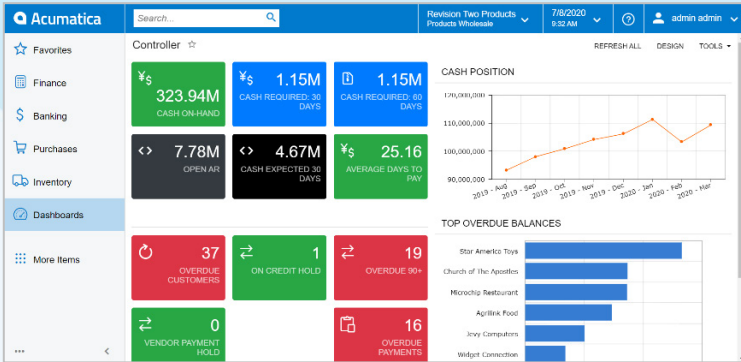 Acumatica
Search...
Revision Two Products
Products Wholesale
7/8/2020
9:32 AM
admin admin
Favorites
Finance
Banking
Purchases
Inventory
Dashboards
More Items
Controller
REFRESH ALL
DESIGN
TOOLS
¥$
323.94M
CASH ON-HAND
¥$
1.15M
CASH REQUIRED: 30
DAYS
1.15M
CASH REQUIRED: 60
DAYS
7.78M
OPEN AR
4.67M
CASH EXPECTED 30
DAYS
¥$
25.16
AVERAGE DAYS TO
PAY
37
OVERDUE
CUSTOMERS
1
ON CREDIT HOLD
19
OVERDUE 90+
0
VENDOR PAYMENT
HOLD
16
OVERDUE
PAYMENTS
CASH POSITION
120,000,000
110,000,000
100,000,000
90,000,000
2019 - Aug
2019 - Sep
2019 - Oct
2019 - Nov
2019 - Dec
2020 - Jan
2020 - Feb
2020 - Mar
TOP OVERDUE BALANCES
Star Americo Toys
Church of The Apostles
Microchip Restaurant
Agrilink Food
Jevy Computers
Widget Connection